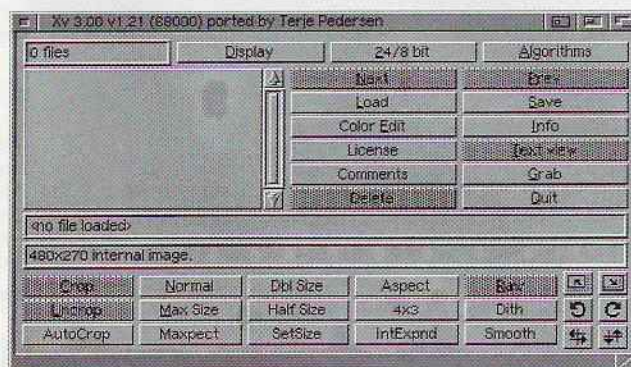 Xv 3.00 v1.21 (68000) ported by Terje Pedersen
0 files Display 24/8 bit Algorithms
Next Prev
Load Save
Color Edit Info
License Text view
Comments Grab
Delete Quit
<no file loaded>
480x270 internal image.
Crop Normal Dbl Size Aspect Raw
Uncrop Max Size Half Size 4x3 Dith
AutoCrop Maxpect SetSize IntExpnd Smooth